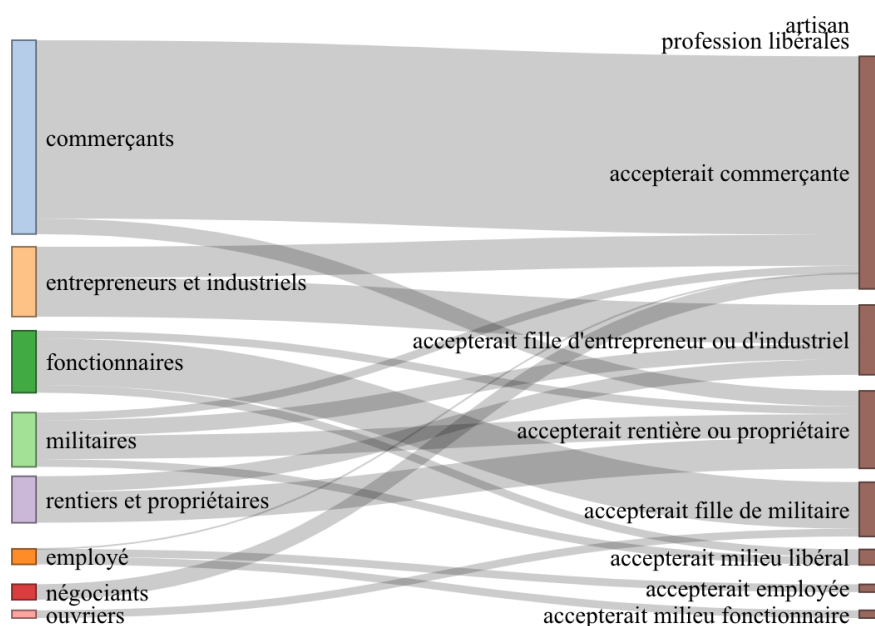 artisan
profession libérales
commerçants
accepterait commerçante
entrepreneurs et industriels
accepterait fille d'entrepreneur ou d'industriel
fonctionnaires
militaires
accepterait rentière ou propriétaire
rentiers et propriétaires
accepterait fille de militaire
employé
accepterait milieu libéral
négociants
accepterait employée
ouvriers
accepterait milieu fonctionnaire